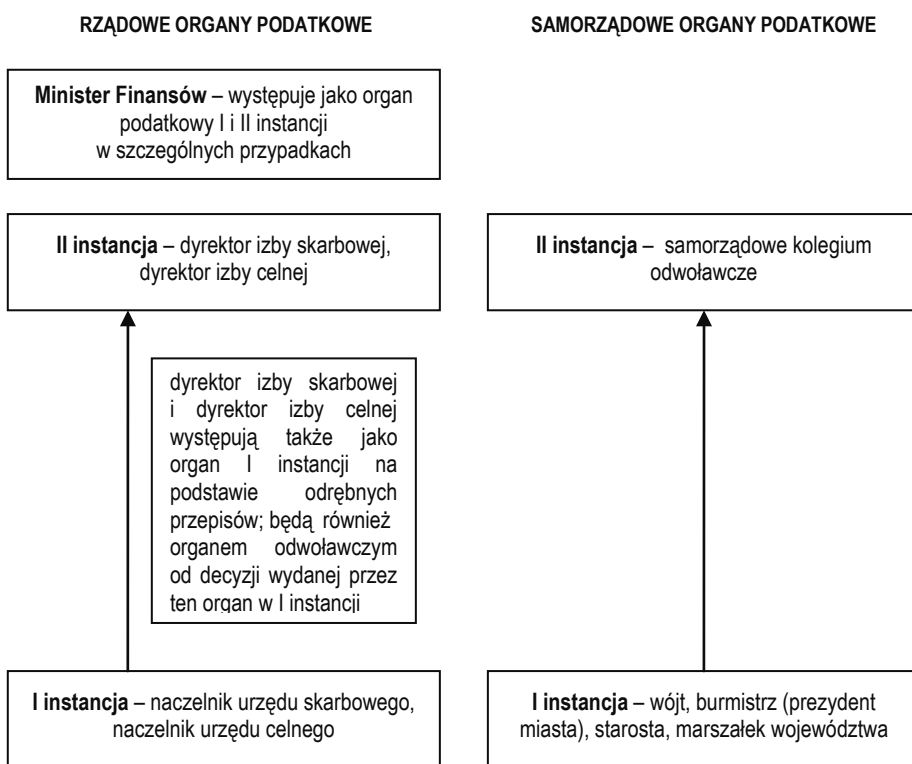 RZĄDOWE ORGANY PODATKOWE
SAMORZĄDOWE ORGANY PODATKOWE
Minister Finansów – występuje jako organ
podatkowy I i II instancji
w szczególnych przypadkach
II instancja – dyrektor izby skarbowej,
dyrektor izby celnej
II instancja – samorządowe kolegium
odwoławcze
dyrektor izby skarbowej
i dyrektor izby celnej
występują także jako
organ I instancji na
podstawie odrębnych
przepisów; będą również
organem odwoławczym
od decyzji wydanej przez
ten organ w I instancji
I instancja – naczelnik urzędu skarbowego,
naczelnik urzędu celnego
I instancja – wójt, burmistrz (prezydent
miasta), starosta, marszałek województwa